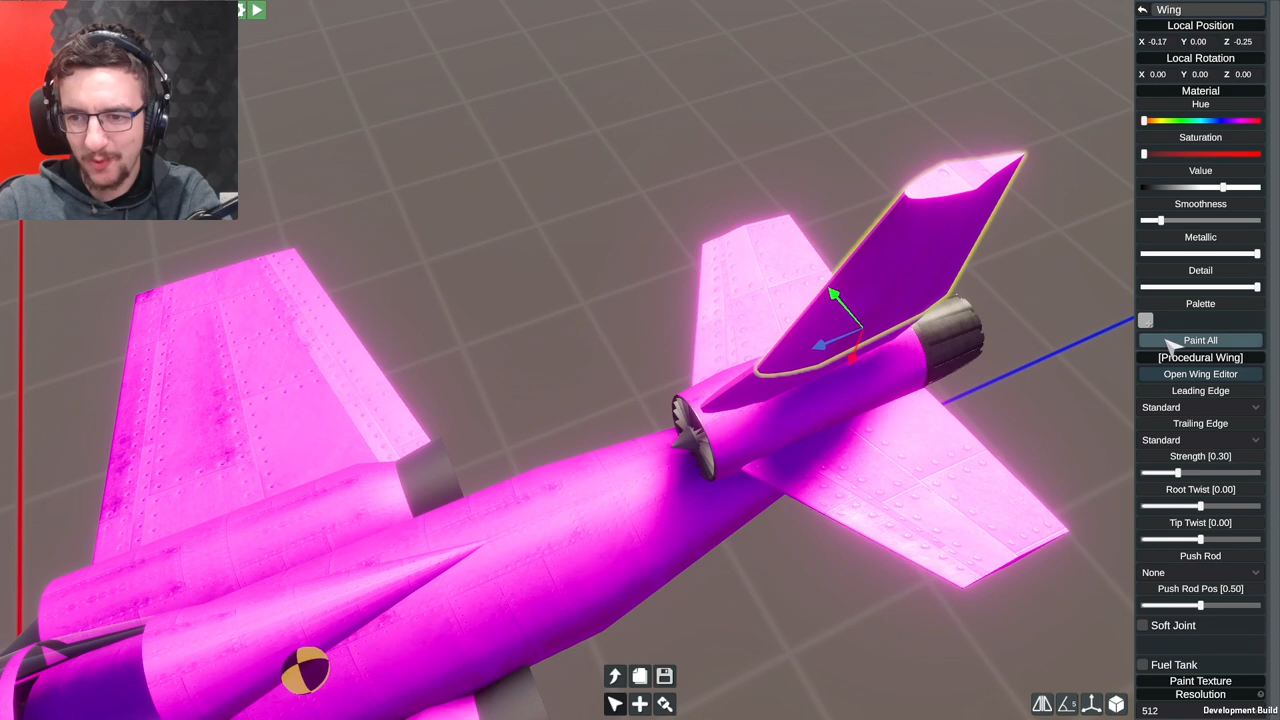 Wing
Local Position
X -0.17 Y 0.00 Z -0.25
Local Rotation
X 0.00 Y 0.00 Z 0.00
Material
Hue
Saturation
Value
Smoothness
Metallic
Detail
Palette
Paint All
[Procedural Wing]
Open Wing Editor
Leading Edge
Standard
Trailing Edge
Standard
Strength [0.30]
Root Twist [0.00]
Tip Twist [0.00]
Push Rod
None
Push Rod Pos [0.50]
Soft Joint
Fuel Tank
Paint Texture
Resolution
512 Development Build